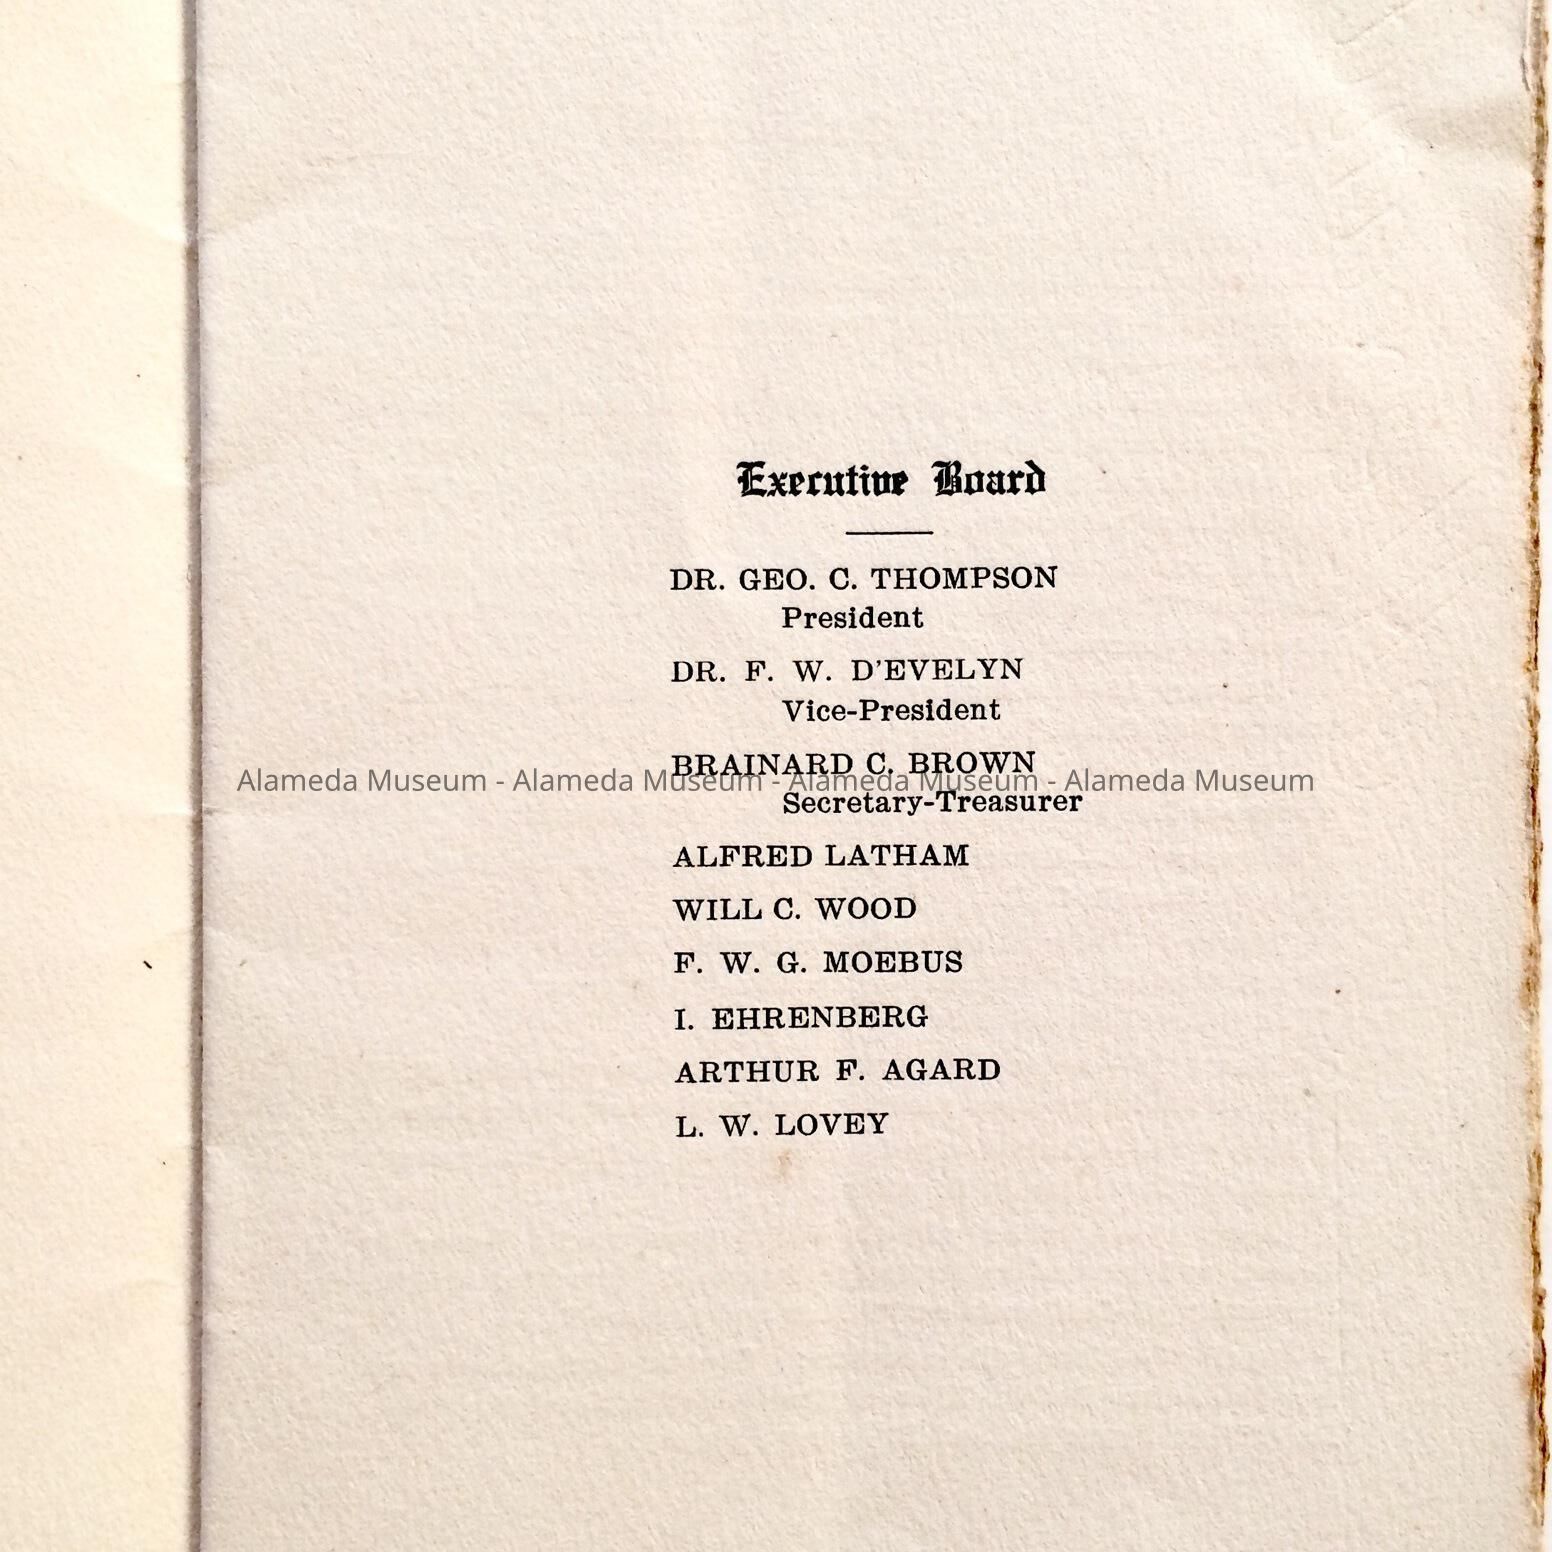 Executive Board
DR. GEO. C. THOMPSON
President
DR. F. W. D'EVELYN
Vice-President
BRAINARD C. BROWN
Alameda Museum - Alameda Museum - Alameda Museum - Alameda Museum
Secretary-Treasurer
ALFRED LATHAM
WILL C. WOOD
F. W. G. MOEBUS
I. EHRENBERG
ARTHUR F. AGARD
L. W. LOVEY